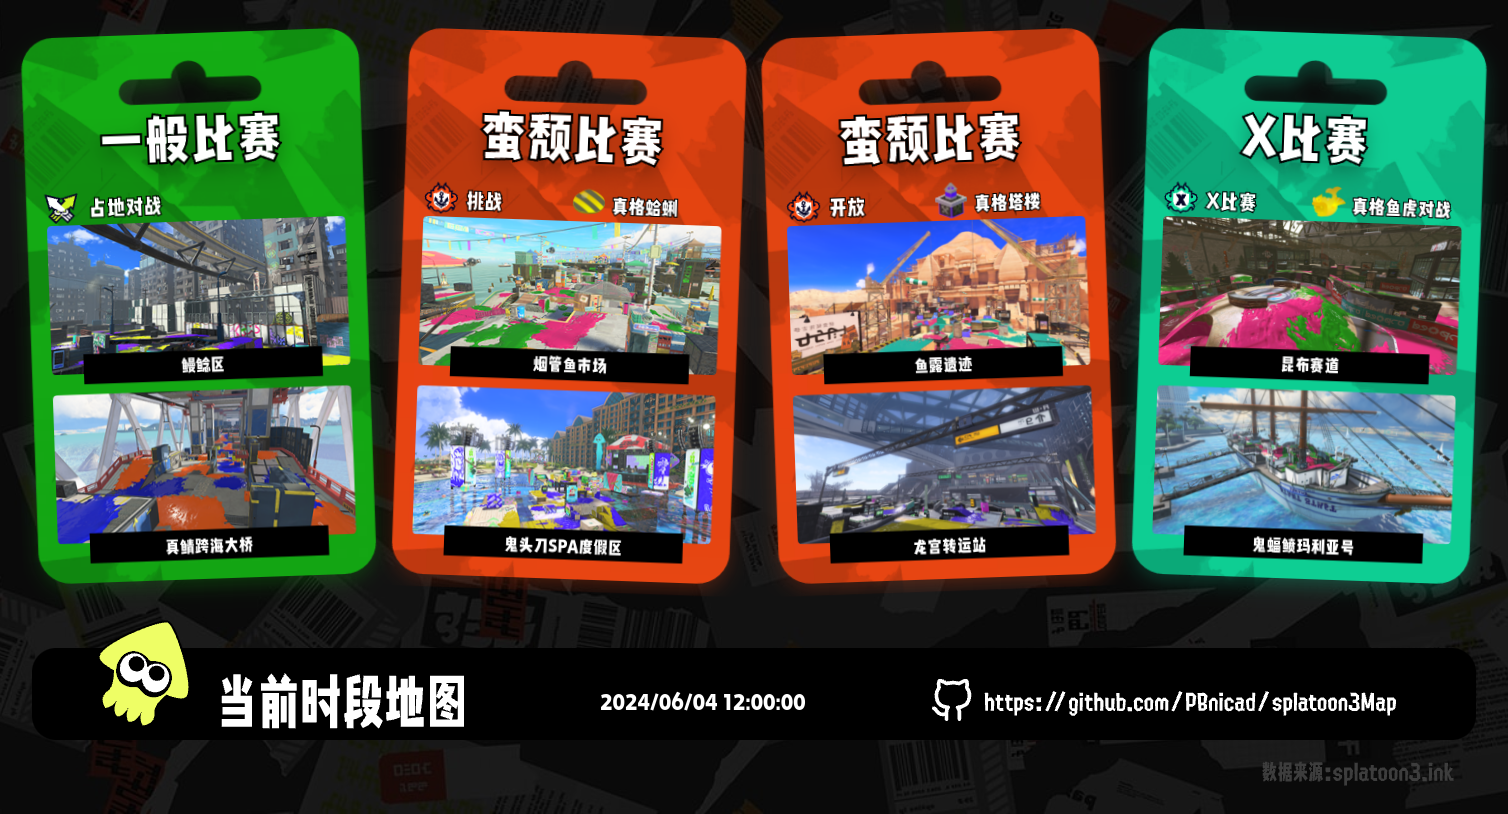 一般比赛
占地对战
鳗鲶区
真鲭跨海大桥
蛮颓比赛
挑战
真格蛤蜊
烟管鱼市场
鬼头刀SPA度假区
蛮颓比赛
开放
真格塔楼
鱼露遗迹
龙宫转运站
X比赛
X比赛
真格鱼虎对战
昆布赛道
鬼蝠鲼玛利亚号
当前时段地图
2024/06/04 12:00:00
https://github.com/PBnicad/splatoon3Map
数据来源:splatoon3.ink